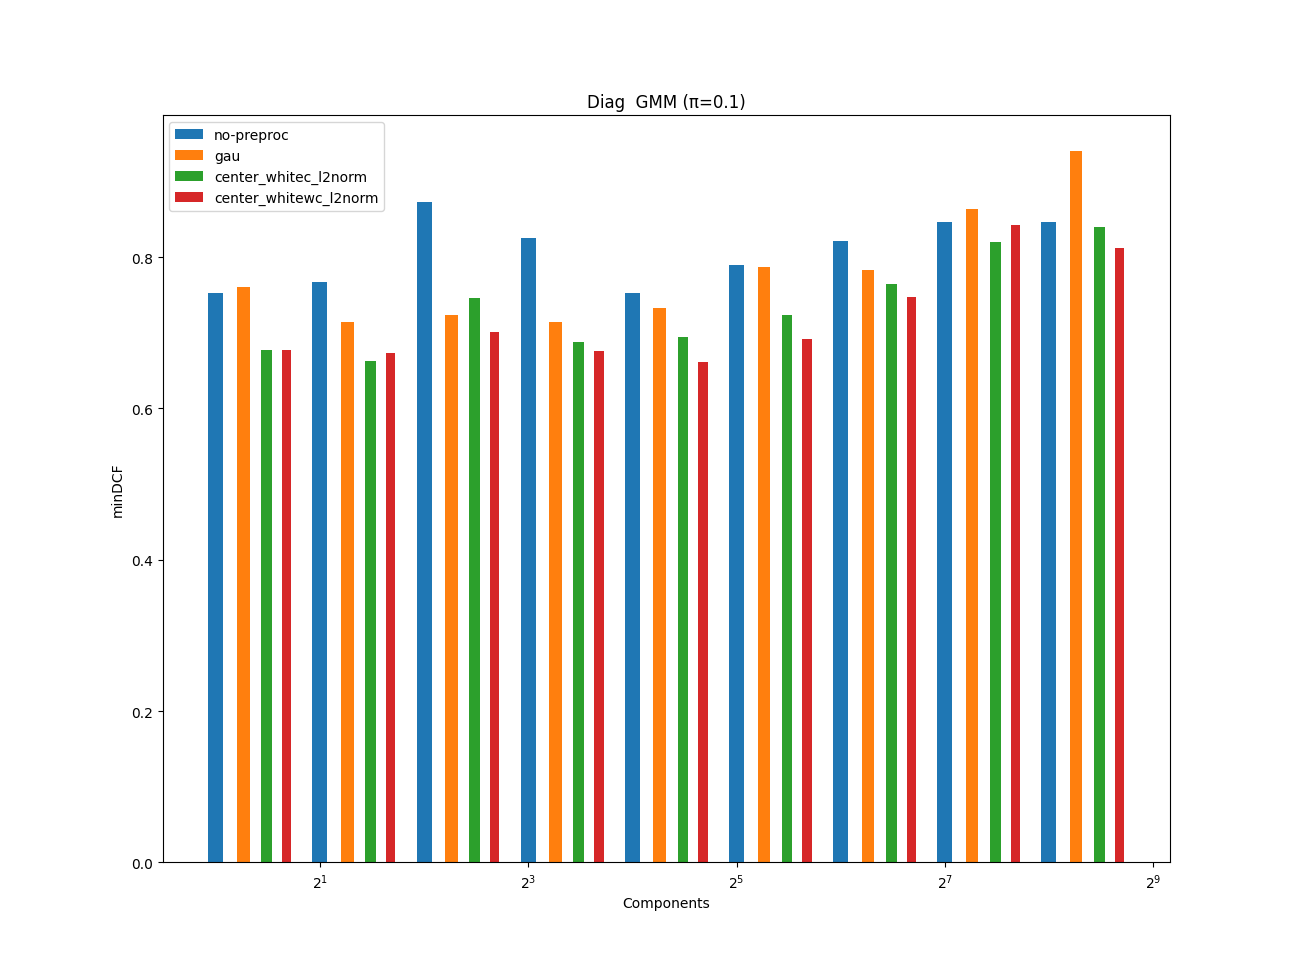 Diag  GMM (π=0.1)
no-preproc
gau
center_whitec_l2norm
center_whitewc_l2norm
0.8
0.6
0.4
0.2
0.0
minDCF
2¹ 2³ 2⁵ 2⁷ 2⁹
Components